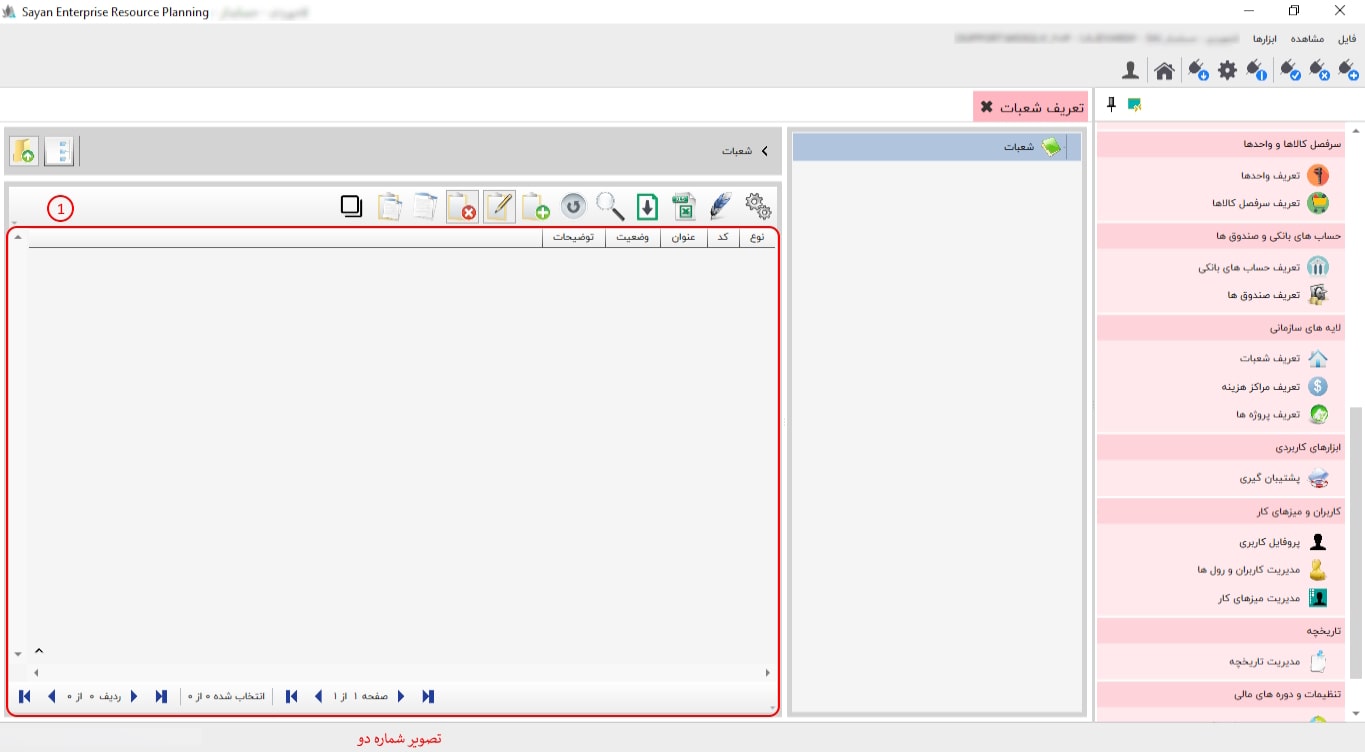 Sayan Enterprise Resource Planning
فایل مشاهده ابزارها
تعریف شعبات
سرفصل کالاها و واحدها
تعریف واحدها
تعریف سرفصل کالاها
حساب های بانکی و صندوق ها
تعریف حساب های بانکی
تعریف صندوق ها
لایه های سازمانی
تعریف شعبات
تعریف مراکز هزینه
تعریف پروژه ها
ابزارهای کاربردی
پشتیبان گیری
کاربران و میزهای کار
پروفایل کاربری
مدیریت کاربران و رول ها
مدیریت میزهای کار
تاریخچه
مدیریت تاریخچه
تنظیمات و دوره های مالی
شعبات
شعبات
1
نوع کد عنوان وضعیت توضیحات
صفحه ۱ از ۱
انتخاب شده ۰ از ۰
ردیف ۰ از ۰
تصویر شماره دو